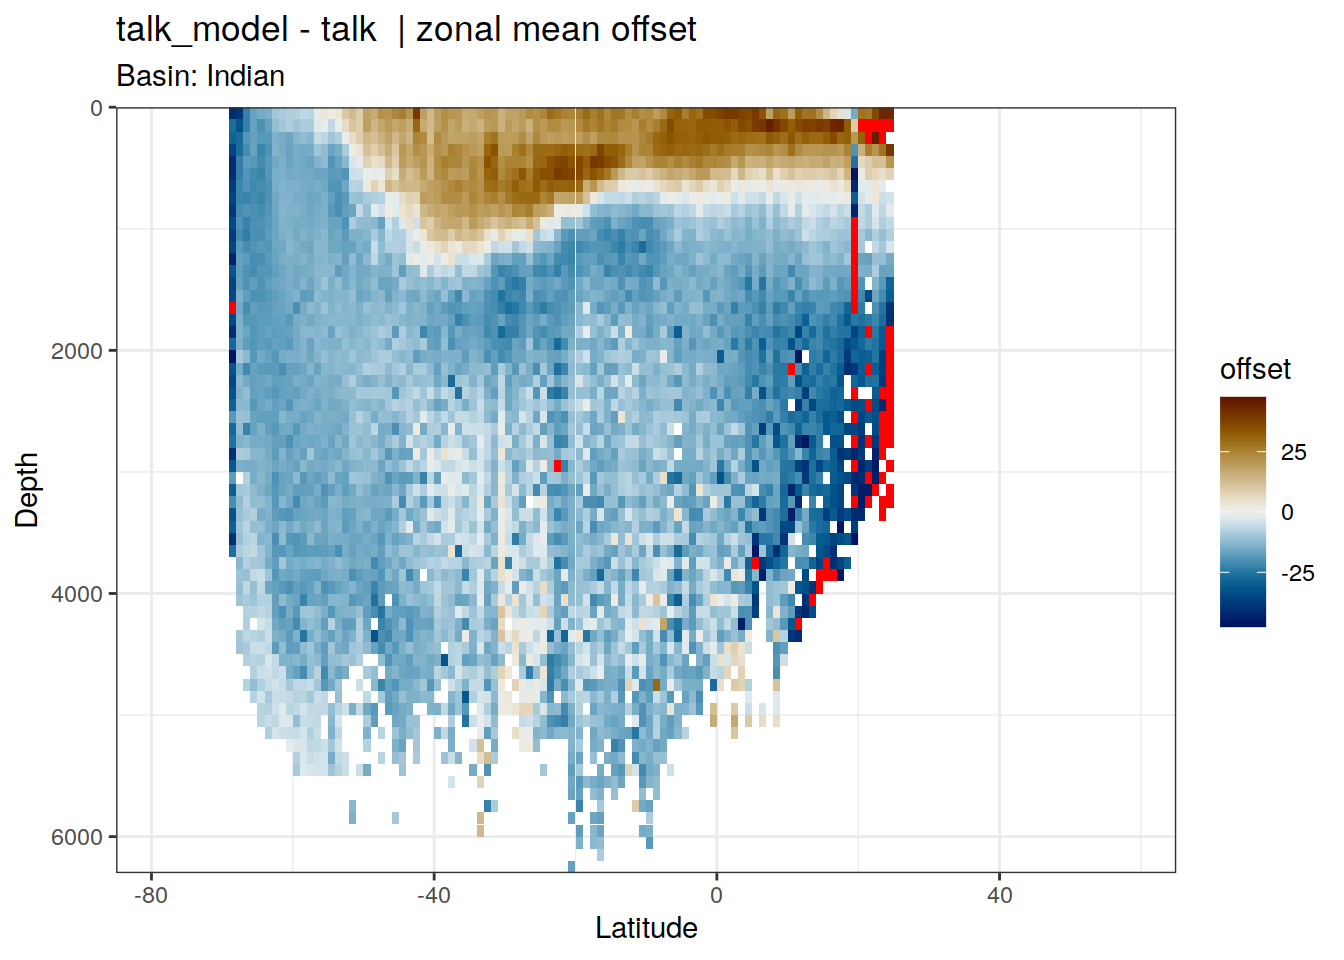 talk_model - talk  | zonal mean offset
Basin: Indian
0
2000
4000
6000
Depth
-80
-40
0
40
Latitude
offset
25
0
-25